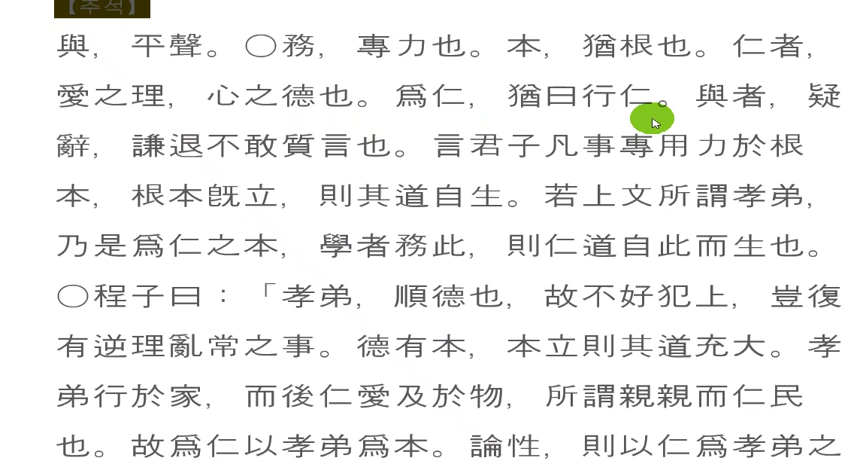 【주석】
與, 平聲。○務, 專力也。本, 猶根也。仁者,
愛之理, 心之德也。爲仁, 猶曰行仁。與者, 疑
辭, 謙退不敢質言也。言君子凡事專用力於根
本, 根本旣立, 則其道自生。若上文所謂孝弟,
乃是爲仁之本, 學者務此, 則仁道自此而生也。
○程子曰：「孝弟, 順德也, 故不好犯上, 豈復
有逆理亂常之事。德有本, 本立則其道充大。孝
弟行於家, 而後仁愛及於物, 所謂親親而仁民
也。故爲仁以孝弟爲本。論性, 則以仁爲孝弟之